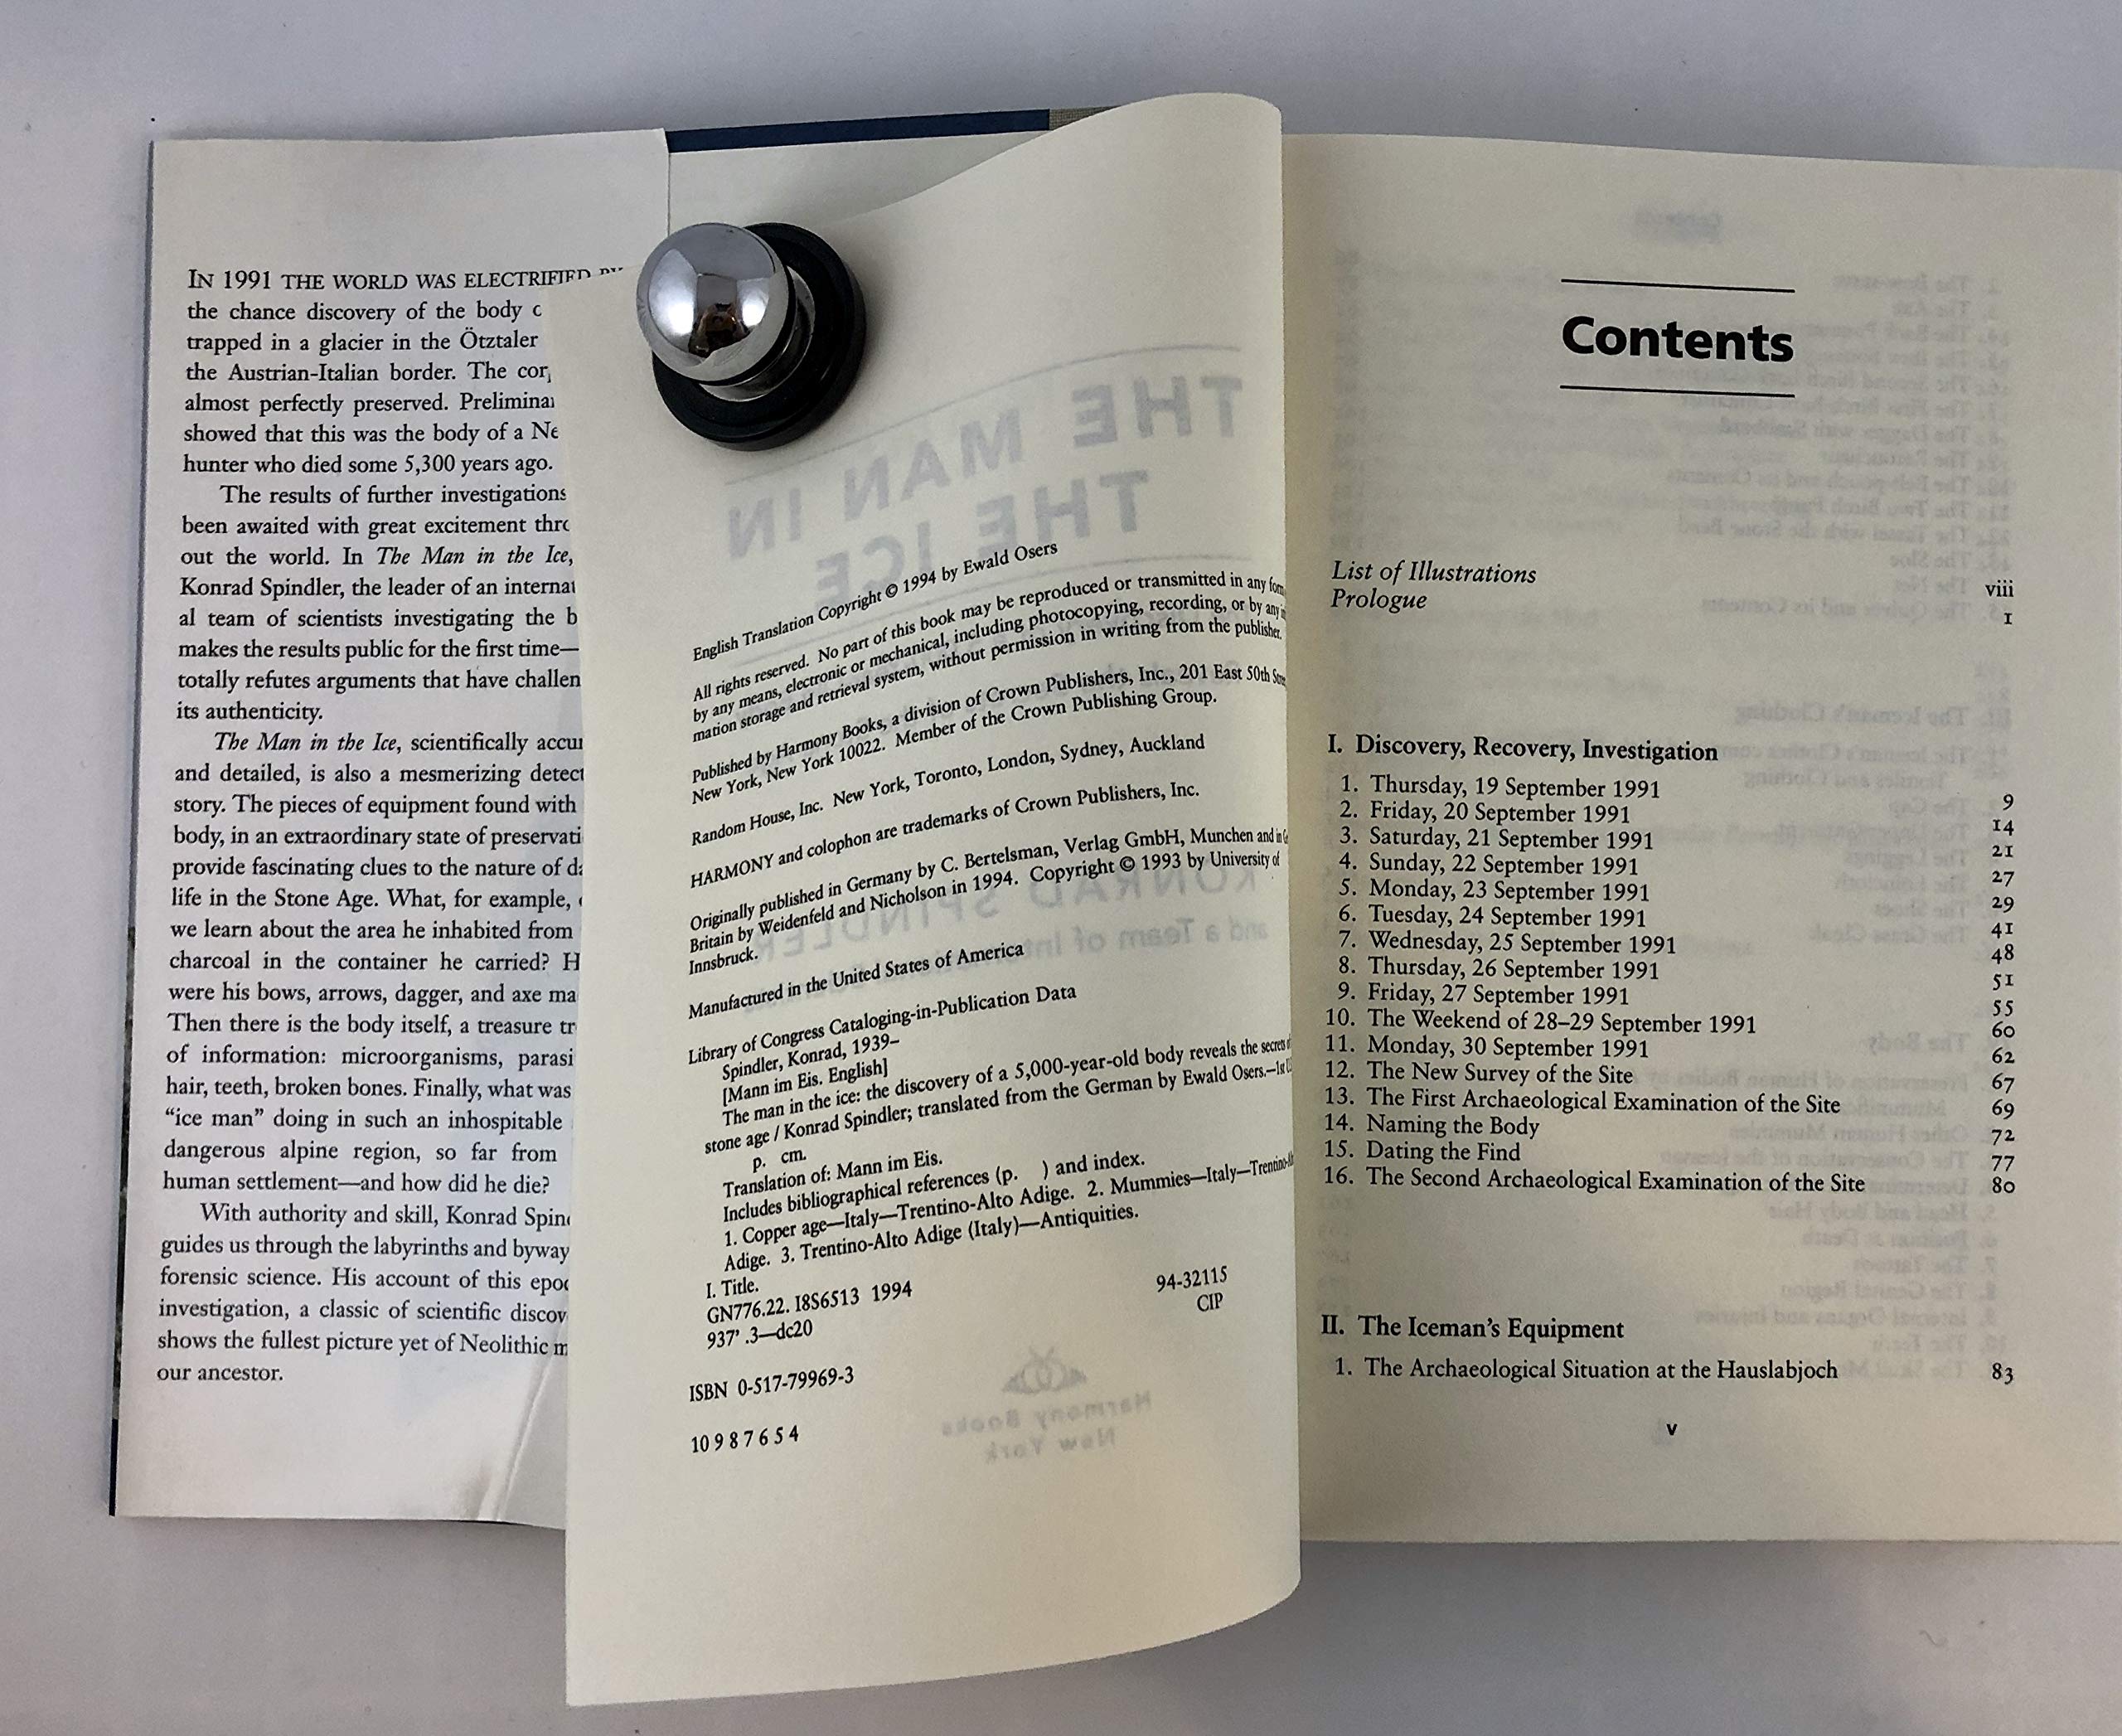 IN 1991 THE WORLD WAS ELECTRIFIED BY
the chance discovery of the body
trapped in a glacier in the Ötztaler
the Austrian-Italian border. The
almost perfectly preserved.
showed that this was the body of a
hunter who died some 5,300 years ago.
The results of further investigations
been awaited with great excitement
out the world. In The Man in the Ice,
Konrad Spindler, the leader of an
al team of scientists investigating the
makes the results public for the first time—
totally refutes arguments that have
its authenticity.
The Man in the Ice, scientifically
and detailed, is also a mesmerizing
story. The pieces of equipment found with
body, in an extraordinary state of
provide fascinating clues to the nature of
life in the Stone Age. What, for example,
we learn about the area he inhabited from
charcoal in the container he carried?
were his bows, arrows, dagger, and axe
Then there is the body itself, a treasure
of information: microorganisms,
hair, teeth, broken bones. Finally, what was
“ice man” doing in such an inhospitable
dangerous alpine region, so far from
human settlement—and how did he die?
With authority and skill, Konrad
guides us through the labyrinths and
forensic science. His account of this
investigation, a classic of scientific
shows the fullest picture yet of Neolithic
our ancestor.
English Translation Copyright © 1994 by Ewald Osers
All rights reserved. No part of this book may be reproduced or transmitted in any
by any means, electronic or mechanical, including photocopying, recording, or by any
mation storage and retrieval system, without permission in writing from the publisher.
Published by Harmony Books, a division of Crown Publishers, Inc., 201 East 50th
New York, New York 10022. Member of the Crown Publishing Group.
Random House, Inc. New York, Toronto, London, Sydney, Auckland
HARMONY and colophon are trademarks of Crown Publishers, Inc.
Originally published in Germany by C. Bertelsman, Verlag GmbH, Munchen and in
Britain by Weidenfeld and Nicholson in 1994. Copyright © 1993 by University of
Innsbruck.
Manufactured in the United States of America
Library of Congress Cataloging-in-Publication Data
Spindler, Konrad, 1939–
[Mann im Eis. English]
The man in the ice: the discovery of a 5,000-year-old body reveals the secrets
stone age / Konrad Spindler; translated from the German by Ewald Osers.—1st
p. cm.
Translation of: Mann im Eis.
Includes bibliographical references (p. ) and index.
1. Copper age—Italy—Trentino-Alto Adige. 2. Mummies—Italy—Trentino-
Adige. 3. Trentino-Alto Adige (Italy)—Antiquities.
I. Title.
GN776.22. I8S6513 1994 94-32115
937’ .3—dc20 CIP
ISBN 0-517-79969-3
10 9 8 7 6 5 4
Contents
List of Illustrations viii
Prologue 1
I. Discovery, Recovery, Investigation
1. Thursday, 19 September 1991 9
2. Friday, 20 September 1991 14
3. Saturday, 21 September 1991 21
4. Sunday, 22 September 1991 27
5. Monday, 23 September 1991 29
6. Tuesday, 24 September 1991 41
7. Wednesday, 25 September 1991 48
8. Thursday, 26 September 1991 51
9. Friday, 27 September 1991 55
10. The Weekend of 28–29 September 1991 60
11. Monday, 30 September 1991 62
12. The New Survey of the Site 67
13. The First Archaeological Examination of the Site 69
14. Naming the Body 72
15. Dating the Find 77
16. The Second Archaeological Examination of the Site 80
II. The Iceman’s Equipment
1. The Archaeological Situation at the Hauslabjoch 83
v